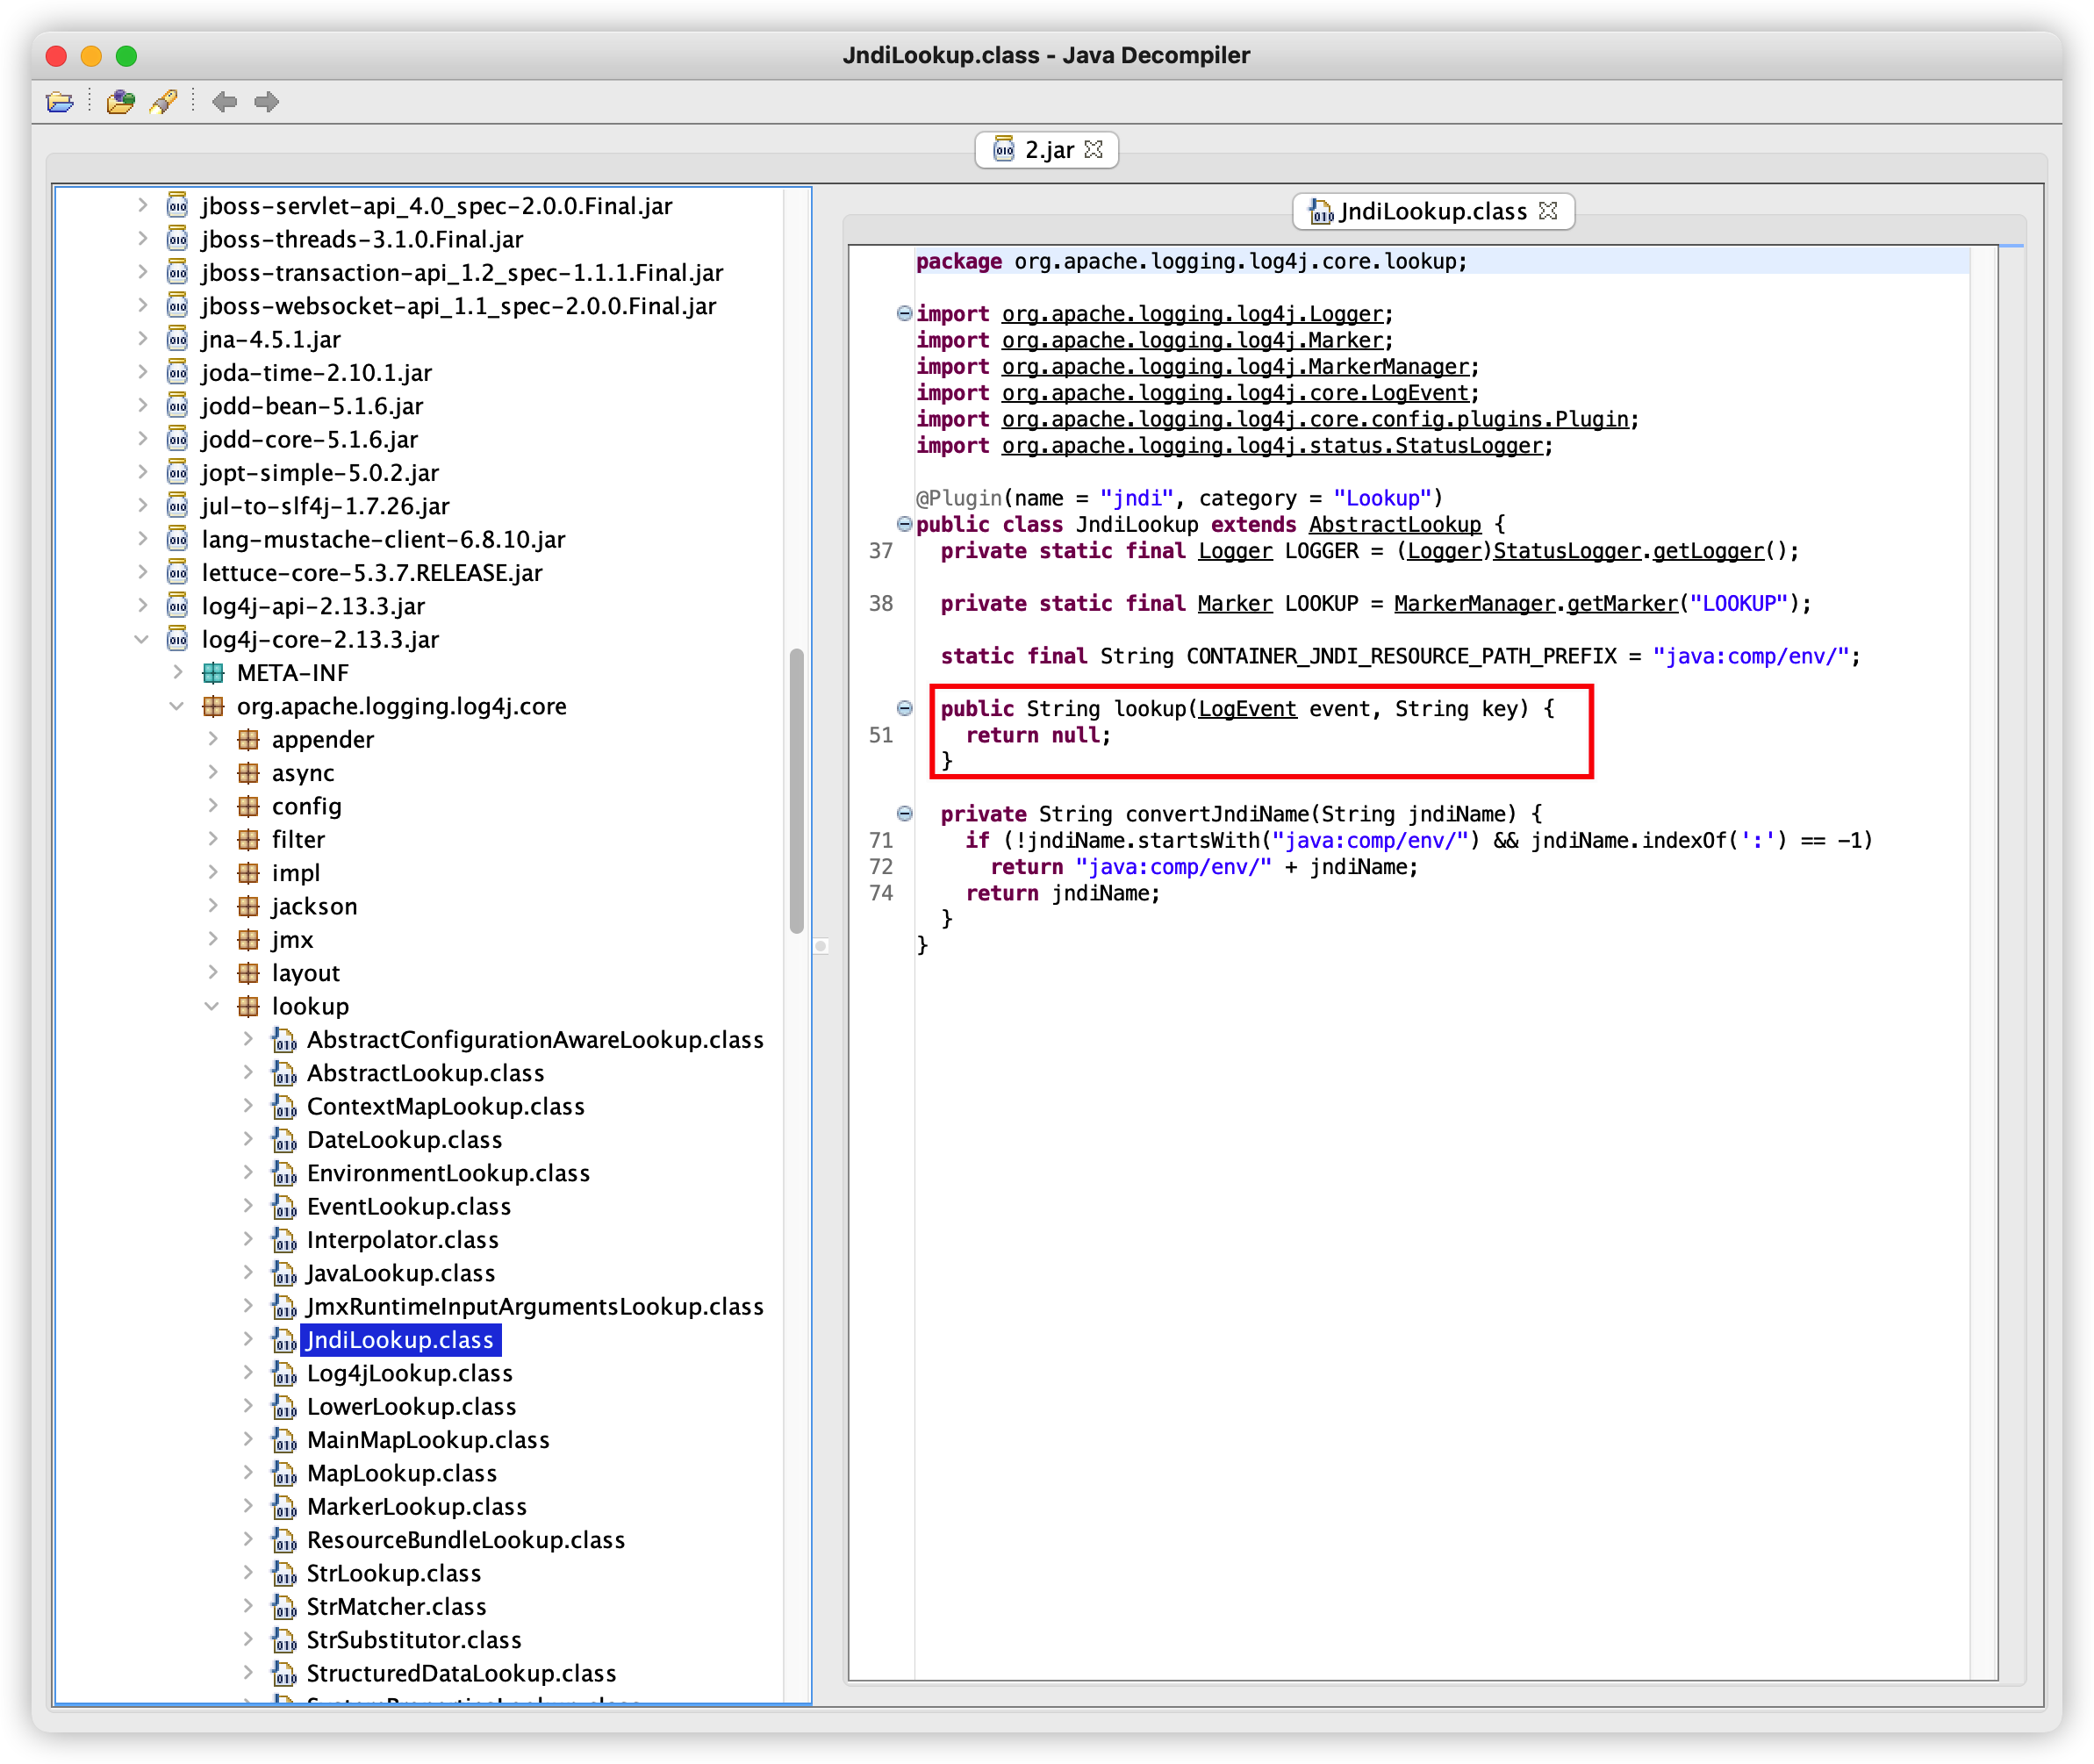 JndiLookup.class - Java Decompiler
2.jar
jboss-servlet-api_4.0_spec-2.0.0.Final.jar
jboss-threads-3.1.0.Final.jar
jboss-transaction-api_1.2_spec-1.1.1.Final.jar
jboss-websocket-api_1.1_spec-2.0.0.Final.jar
jna-4.5.1.jar
joda-time-2.10.1.jar
jodd-bean-5.1.6.jar
jodd-core-5.1.6.jar
jopt-simple-5.0.2.jar
jul-to-slf4j-1.7.26.jar
lang-mustache-client-6.8.10.jar
lettuce-core-5.3.7.RELEASE.jar
log4j-api-2.13.3.jar
log4j-core-2.13.3.jar
META-INF
org.apache.logging.log4j.core
appender
async
config
filter
impl
jackson
jmx
layout
lookup
AbstractConfigurationAwareLookup.class
AbstractLookup.class
ContextMapLookup.class
DateLookup.class
EnvironmentLookup.class
EventLookup.class
Interpolator.class
JavaLookup.class
JmxRuntimeInputArgumentsLookup.class
JndiLookup.class
Log4jLookup.class
LowerLookup.class
MainMapLookup.class
MapLookup.class
MarkerLookup.class
ResourceBundleLookup.class
StrLookup.class
StrMatcher.class
StrSubstitutor.class
StructuredDataLookup.class
JndiLookup.class
package org.apache.logging.log4j.core.lookup;
import org.apache.logging.log4j.Logger;
import org.apache.logging.log4j.Marker;
import org.apache.logging.log4j.MarkerManager;
import org.apache.logging.log4j.core.LogEvent;
import org.apache.logging.log4j.core.config.plugins.Plugin;
import org.apache.logging.log4j.status.StatusLogger;
@Plugin(name = "jndi", category = "Lookup")
public class JndiLookup extends AbstractLookup {
37 private static final Logger LOGGER = (Logger)StatusLogger.getLogger();
38 private static final Marker LOOKUP = MarkerManager.getMarker("LOOKUP");
static final String CONTAINER_JNDI_RESOURCE_PATH_PREFIX = "java:comp/env/";
public String lookup(LogEvent event, String key) {
51 return null;
}
private String convertJndiName(String jndiName) {
71 if (!jndiName.startsWith("java:comp/env/") && jndiName.indexOf(':') == -1)
72 return "java:comp/env/" + jndiName;
74 return jndiName;
}
}